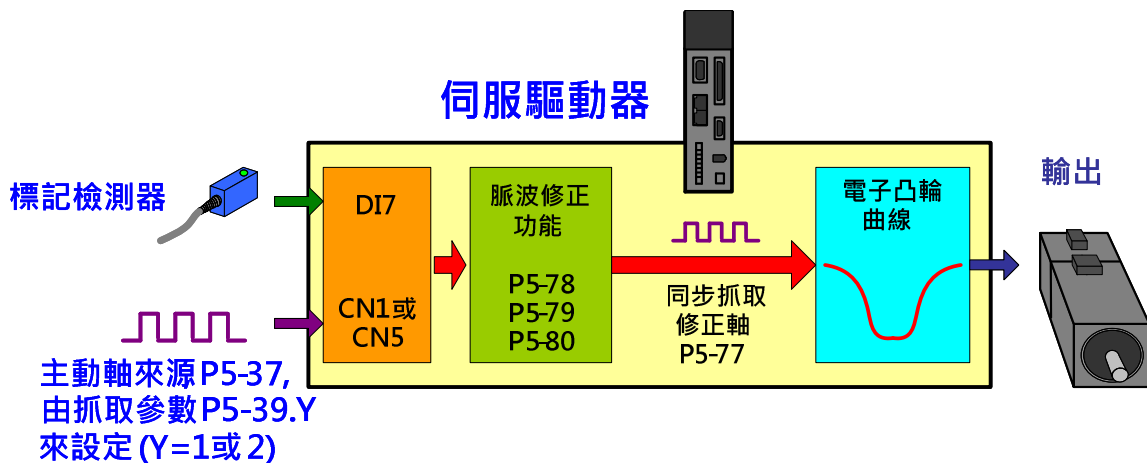 伺服驅動器
標記檢測器
DI7
CN1或
CN5
脈波修正
功能
P5-78
P5-79
P5-80
同步抓取
修正軸
P5-77
電子凸輪
曲線
輸出
主動軸來源P5-37,
由抓取參數P5-39.Y
來設定(Y=1或2)